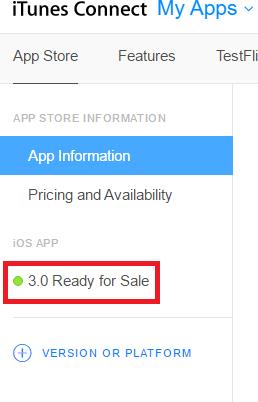 iTunes Connect My Apps
App Store Features TestFli
APP STORE INFORMATION
App Information
Pricing and Availability
iOS APP
3.0 Ready for Sale
VERSION OR PLATFORM